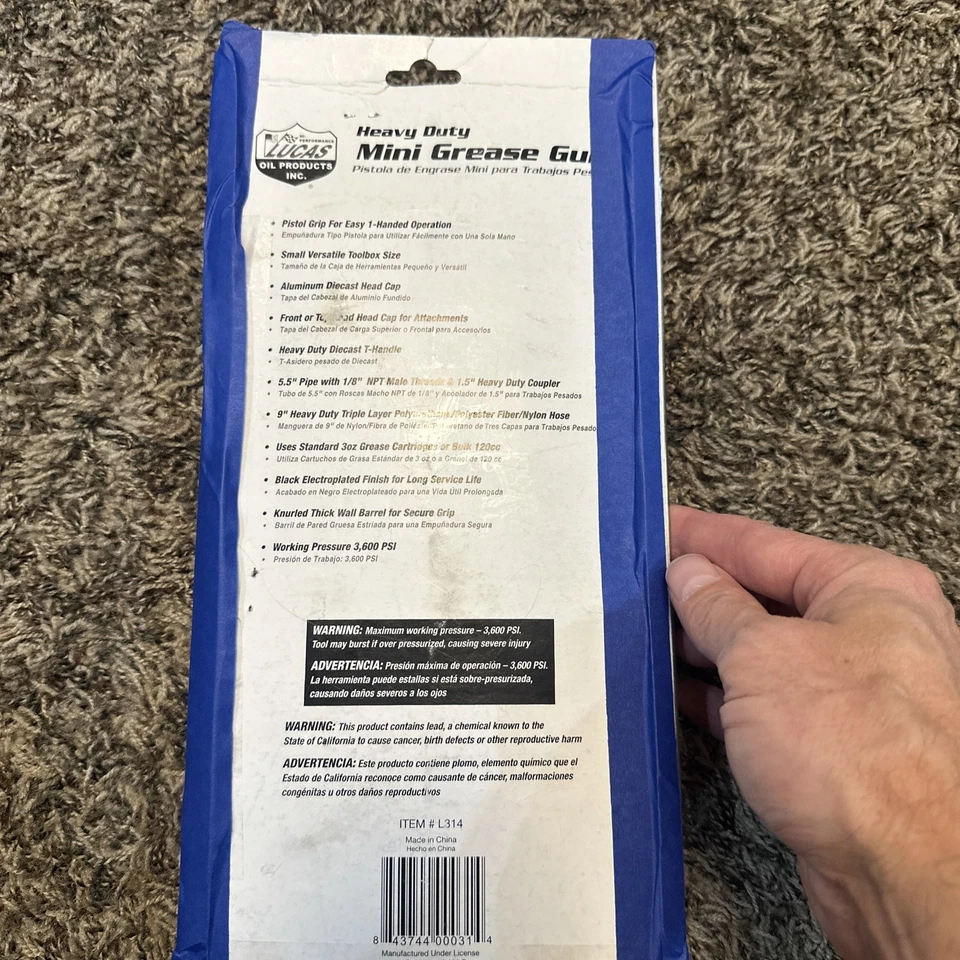 HI-PERFORMANCE
LUCAS
OIL PRODUCTS
INC.
®
Heavy Duty
Mini Grease Gu
Pistola de Engrase Mini para Trabajos Pes
• Pistol Grip For Easy 1-Handed Operation
• Empuñadura Tipo Pistola para Utilizar Fácilmente con Una Sola Mano
• Small Versatile Toolbox Size
• Tamaño de la Caja de Herramientas Pequeño y Versátil
• Aluminum Diecast Head Cap
• Tapa del Cabezal de Aluminio Fundido
• Front or Top Load Head Cap for Attachments
• Tapa del Cabezal de Carga Superior o Frontal para Accesorios
• Heavy Duty Diecast T-Handle
• T-Asidero pesado de Diecast
• 5.5" Pipe with 1/8" NPT Male Threads & 1.5" Heavy Duty Coupler
• Tubo de 5.5" con Roscas Macho NPT de 1/8" y Acoelador de 1.5" para Trabajos Pesados
• 9" Heavy Duty Triple Layer Polyurethane/Polyester Fiber/Nylon Hose
• Manguera de 9" de Nylon/Fibra de Poliéster/Poliuretano de Tres Capas para Trabajos Pesado
• Uses Standard 3oz Grease Cartridges or Bulk 120cc
• Utiliza Cartuchos de Grasa Estándar de 3 oz o a Granel de 120 cc
• Black Electroplated Finish for Long Service Life
• Acabado en Negro Electroplateado para una Vida Útil Prolongada
• Knurled Thick Wall Barrel for Secure Grip
• Barril de Pared Gruesa Estriada para una Empuñadura Segura
• Working Pressure 3,600 PSI
• Presión de Trabajo: 3,600 PSI
WARNING: Maximum working pressure – 3,600 PSI.
Tool may burst if over pressurized, causing severe injury
ADVERTENCIA: Presión máxima de operación – 3,600 PSI.
La herramienta puede estallas si está sobre-presurizada,
causando daños severos a los ojos
WARNING: This product contains lead, a chemical known to the
State of California to cause cancer, birth defects or other reproductive harm
ADVERTENCIA: Este producto contiene plomo, elemento químico que el
Estado de California reconoce como causante de cáncer, malformaciones
congénitas u otros daños reproductivos
ITEM # L314
Made in China
Hecho en China
8 43744 00031 4
Manufactured Under License